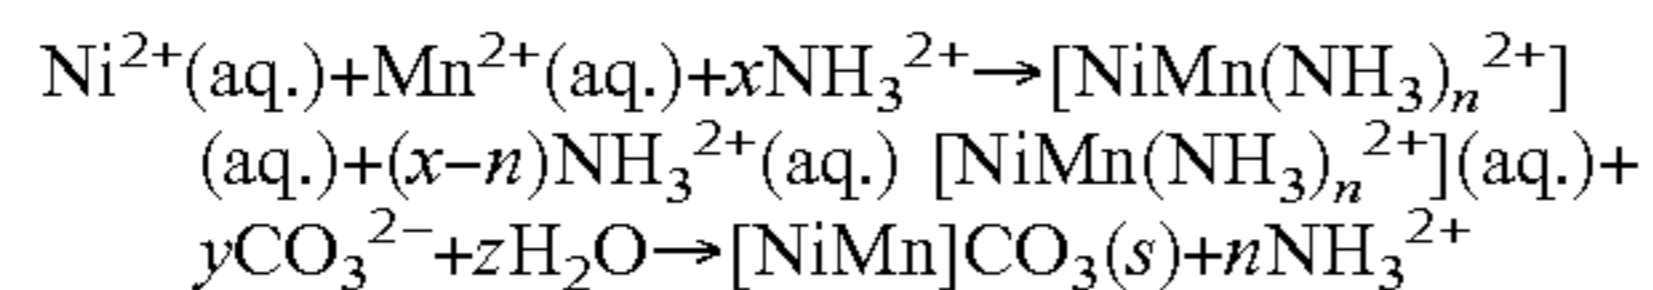 Ni²⁺(aq.)+Mn²⁺(aq.)+xNH₃²⁺→[NiMn(NH₃)ₙ²⁺]
(aq.)+(x−n)NH₃²⁺(aq.) [NiMn(NH₃)ₙ²⁺](aq.)+
yCO₃²⁻+zH₂O→[NiMn]CO₃(s)+nNH₃²⁺